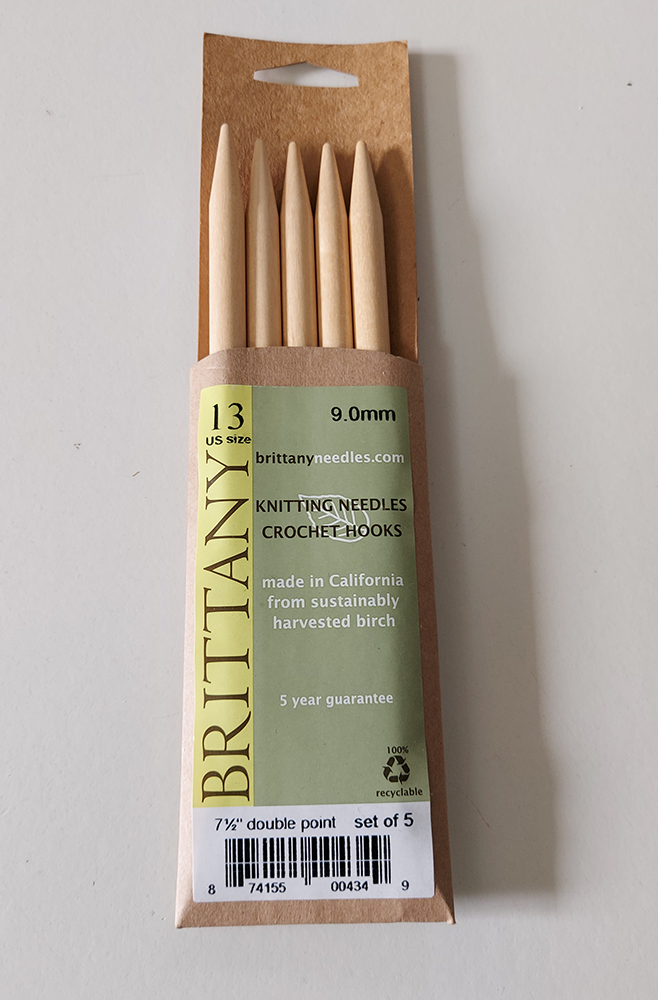 13
US size
9.0mm
BRITTANY
brittanyneedles.com
KNITTING NEEDLES
CROCHET HOOKS
made in California
from sustainably
harvested birch
5 year guarantee
100%
recyclable
7½" double point set of 5
8 74155 00434 9